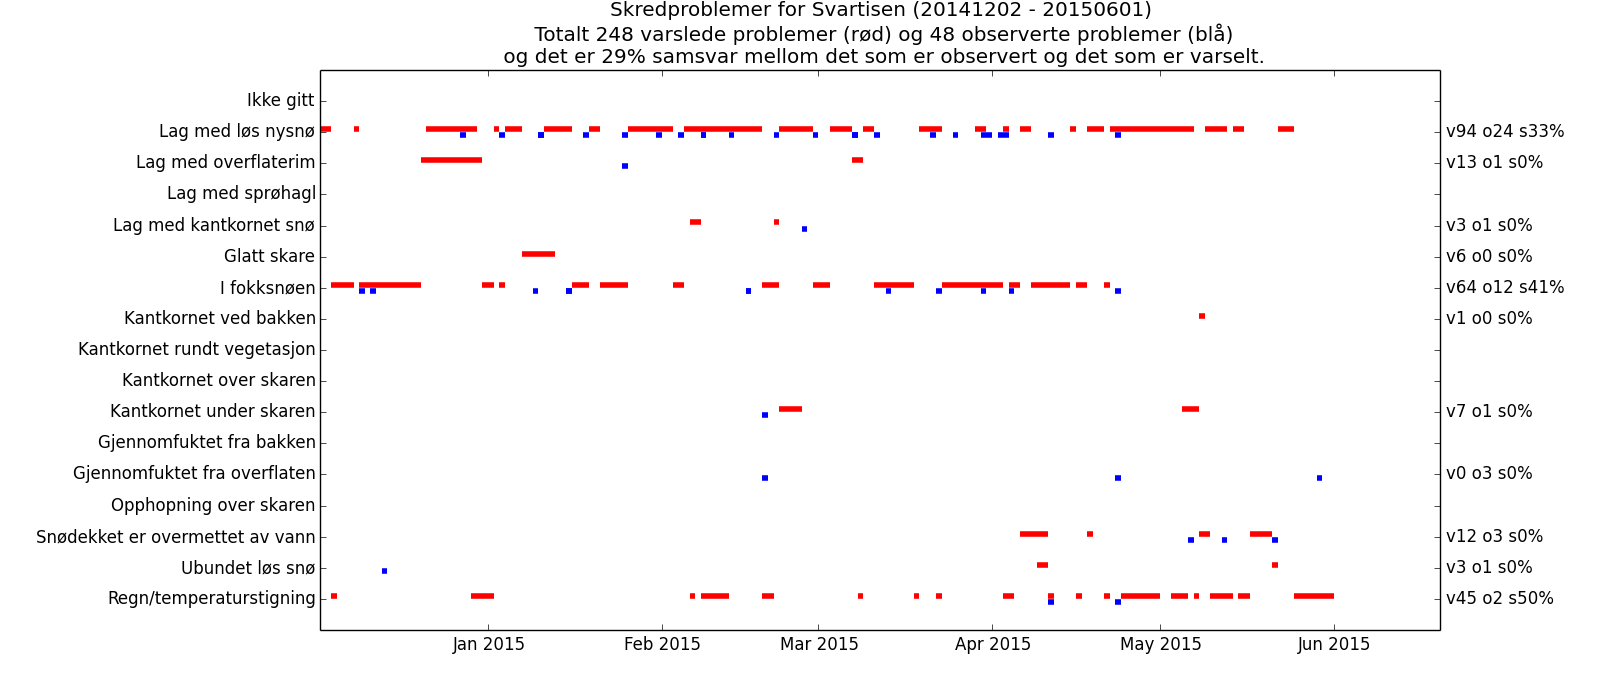 Skredproblemer for Svartisen (20141202 - 20150601)
Totalt 248 varslede problemer (rød) og 48 observerte problemer (blå)
og det er 29% samsvar mellom det som er observert og det som er varselt.
Ikke gitt
Lag med løs nysnø v94 o24 s33%
Lag med overflaterim v13 o1 s0%
Lag med sprøhagl
Lag med kantkornet snø v3 o1 s0%
Glatt skare v6 o0 s0%
I fokksnøen v64 o12 s41%
Kantkornet ved bakken v1 o0 s0%
Kantkornet rundt vegetasjon
Kantkornet over skaren
Kantkornet under skaren v7 o1 s0%
Gjennomfuktet fra bakken
Gjennomfuktet fra overflaten v0 o3 s0%
Opphopning over skaren
Snødekket er overmettet av vann v12 o3 s0%
Ubundet løs snø v3 o1 s0%
Regn/temperaturstigning v45 o2 s50%
Jan 2015 Feb 2015 Mar 2015 Apr 2015 May 2015 Jun 2015